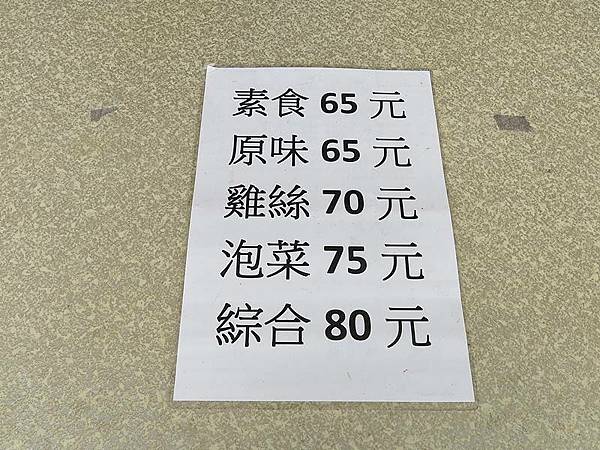 素食 65 元
原味 65 元
雞絲 70 元
泡菜 75 元
綜合 80 元